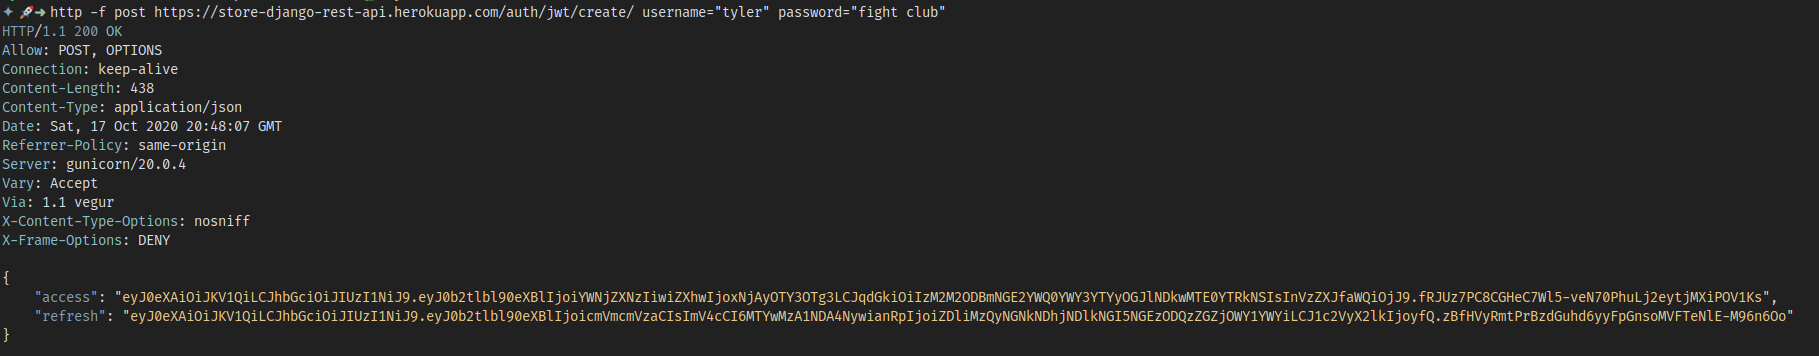 http -f post https://store-django-rest-api.herokuapp.com/auth/jwt/create/ username="tyler" password="fight club"
HTTP/1.1 200 OK
Allow: POST, OPTIONS
Connection: keep-alive
Content-Length: 438
Content-Type: application/json
Date: Sat, 17 Oct 2020 20:48:07 GMT
Referrer-Policy: same-origin
Server: gunicorn/20.0.4
Vary: Accept
Via: 1.1 vegur
X-Content-Type-Options: nosniff
X-Frame-Options: DENY
{
    "access": "eyJ0eXAiOiJKV1QiLCJhbGciOiJIUzI1NiJ9.eyJ0b2tlbl90eXBlIjoiYWNjZXNzIiwiZXhwIjoxNjAyOTY3OTg3LCJqdGkiOiIzM2M2ODBmNGE2YWQ0YWY3YTYyOGJlNDkwMTE0YTRkNSIsInVzZXJfaWQiOjJ9.fRJUz7PC8CGHeC7Wl5-veN70PhuLj2eytjMXiPOV1Ks",
    "refresh": "eyJ0eXAiOiJKV1QiLCJhbGciOiJIUzI1NiJ9.eyJ0b2tlbl90eXBlIjoicmVmcmVzaCIsImV4cCI6MTYwMzA1NDA4NywianRpIjoiZDliMzQyNGNkNDhjNDlkNGI5NGEzODQzZGZjOWY1YWYiLCJ1c2VyX2lkIjoyfQ.zBfHVyRmtPrBzdGuhd6yyFpGnsoMVFTeNlE-M96n6Oo"
}